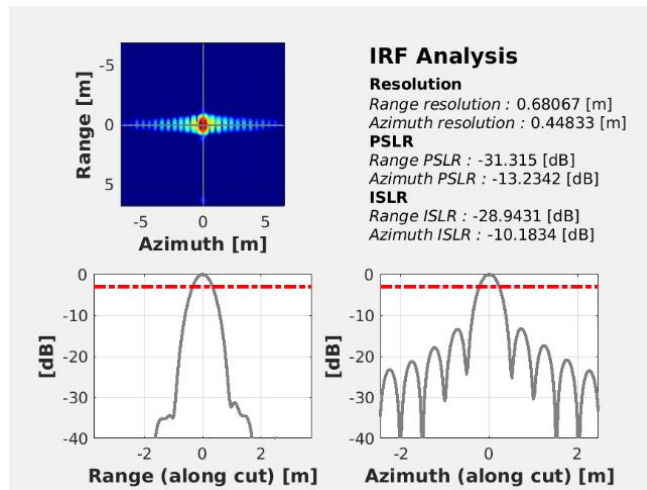 -5
0
5
Range [m]
-5 0 5
Azimuth [m]
IRF Analysis
Resolution
Range resolution : 0.68067 [m]
Azimuth resolution : 0.44833 [m]
PSLR
Range PSLR : -31.315 [dB]
Azimuth PSLR : -13.2342 [dB]
ISLR
Range ISLR : -28.9431 [dB]
Azimuth ISLR : -10.1834 [dB]
0
-10
-20
-30
-40
[dB]
-2 0 2
Range (along cut) [m]
0
-10
-20
-30
-40
[dB]
-2 0 2
Azimuth (along cut) [m]